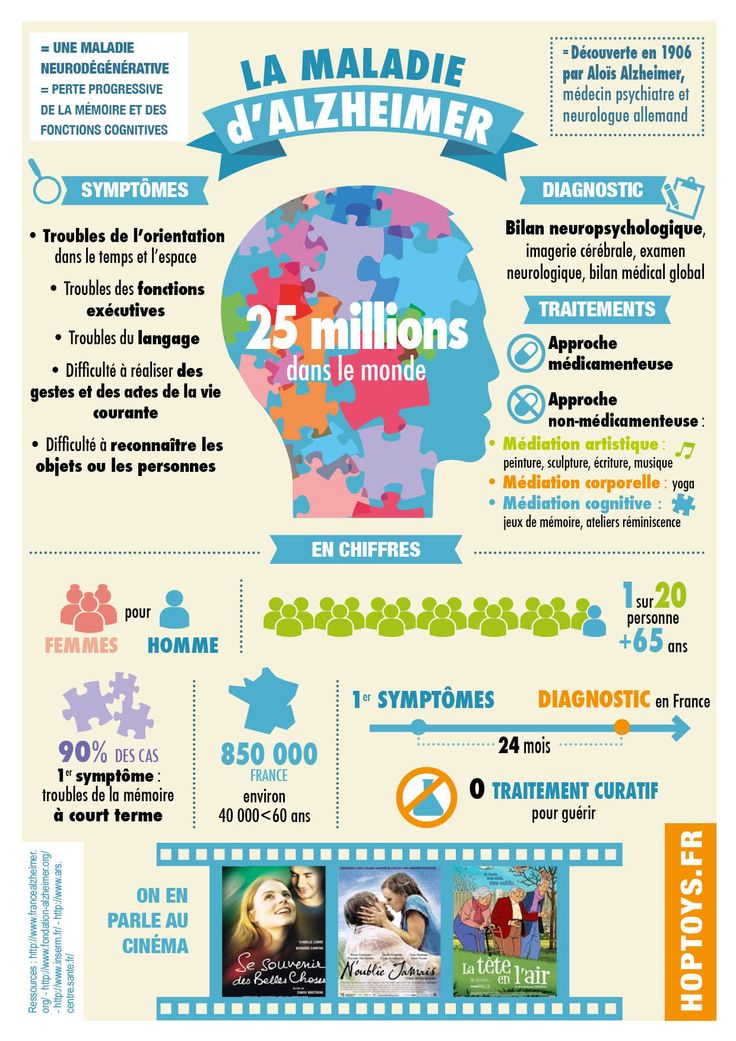 = UNE MALADIE
NEURODÉGÉNÉRATIVE
= PERTE PROGRESSIVE
DE LA MÉMOIRE ET DES
FONCTIONS COGNITIVES
LA MALADIE
d'ALZHEIMER
= Découverte en 1906
par Aloïs Alzheimer,
médecin psychiatre et
neurologue allemand
SYMPTÔMES
• Troubles de l'orientation
dans le temps et l'espace
• Troubles des fonctions
exécutives
• Troubles du langage
• Difficulté à réaliser des
gestes et des actes de la vie
courante
• Difficulté à reconnaître les
objets ou les personnes
25 millions
dans le monde
DIAGNOSTIC
Bilan neuropsychologique,
imagerie cérébrale, examen
neurologique, bilan médical global
TRAITEMENTS
Approche
médicamenteuse
Approche
non-médicamenteuse :
• Médiation artistique :
peinture, sculpture, écriture, musique
• Médiation corporelle : yoga
• Médiation cognitive :
jeux de mémoire, ateliers réminiscence
EN CHIFFRES
pour
FEMMES HOMME
1 sur 20
personne
+65 ans
90% DES CAS
1er symptôme :
troubles de la mémoire
à court terme
850 000
FRANCE
environ
40 000<60 ans
1er SYMPTÔMES DIAGNOSTIC en France
24 mois
0 TRAITEMENT CURATIF
pour guérir
Ressources : http://www.francealzheimer.
org/ - http://www.fondation-alzheimer.org/
- http://www.inserm.fr/ - http://www.ars.
centre.sante.fr/
ON EN
PARLE AU
CINÉMA
ISABELLE CARRÉ
BERNARD CAMPAN
Se Souvenir
des Belles Choses
ZABOU BREITMAN
N'oublie Jamais
La tête
en l'air
HOPTOYS.FR